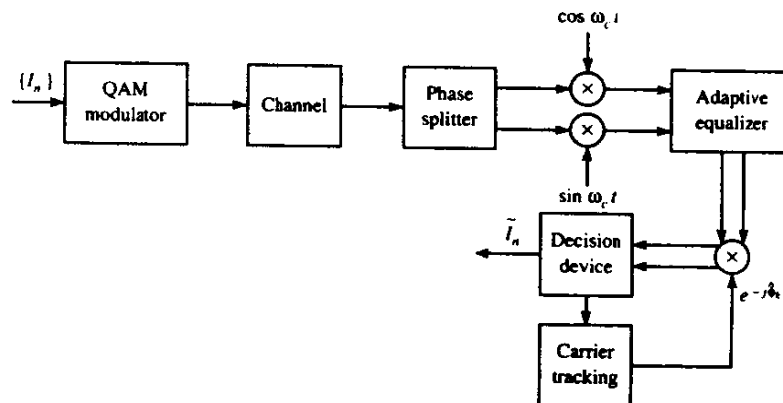 cos ω_c t
{I_n}
QAM
modulator
Channel
Phase
splitter
×
×
Adaptive
equalizer
sin ω_c t
Ĩ_n
Decision
device
×
e^{-jφ̂_k}
Carrier
tracking